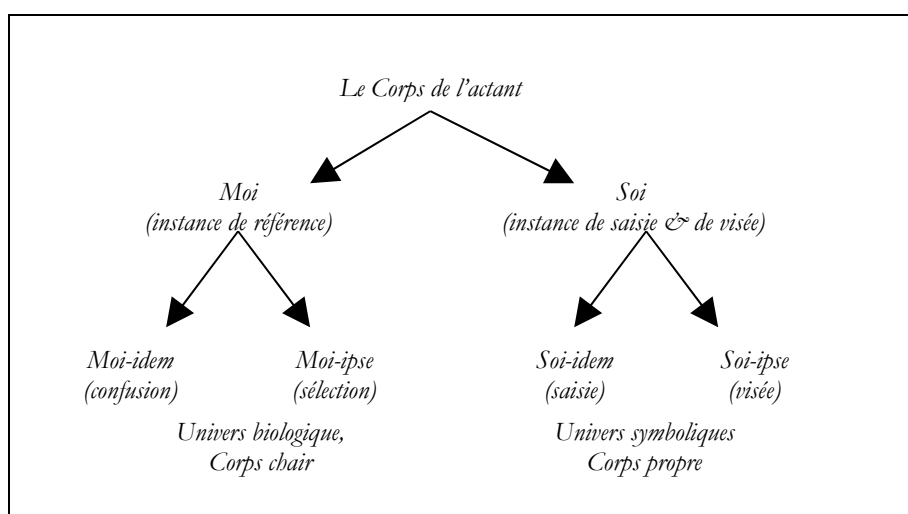 Le Corps de l'actant
Moi
(instance de référence)
Soi
(instance de saisie & de visée)
Moi-idem
(confusion)
Moi-ipse
(sélection)
Soi-idem
(saisie)
Soi-ipse
(visée)
Univers biologique,
Corps chair
Univers symboliques
Corps propre